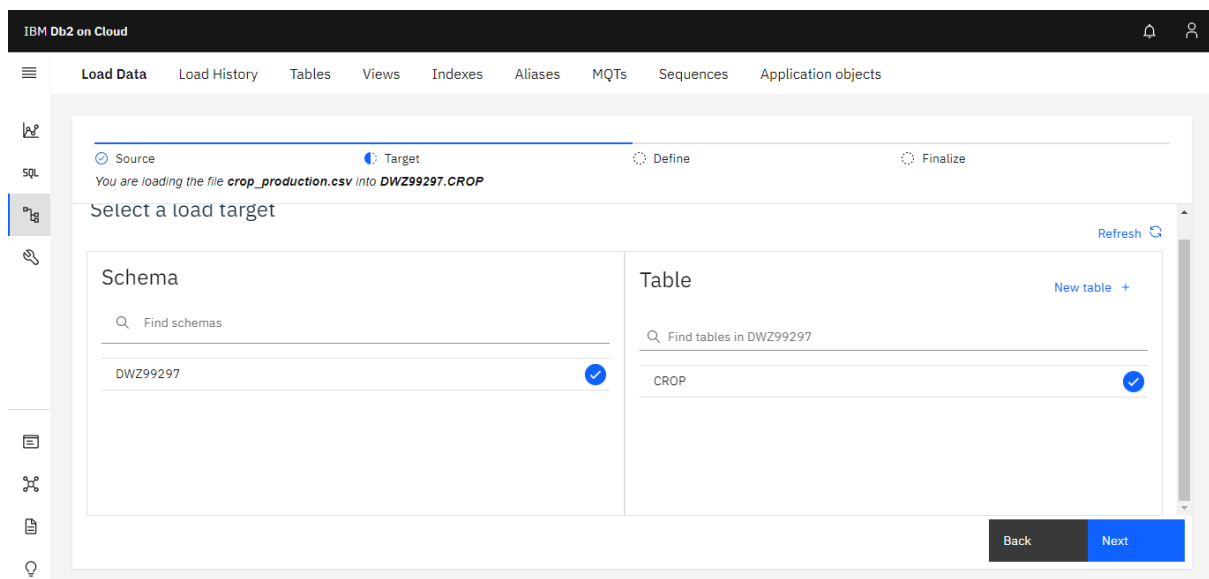 IBM Db2 on Cloud
Load Data Load History Tables Views Indexes Aliases MQTs Sequences Application objects
Source Target Define Finalize
You are loading the file crop_production.csv into DWZ99297.CROP
SQL
Select a load target
Refresh
Schema
Table
New table +
Find schemas
Find tables in DWZ99297
DWZ99297
CROP
Back Next